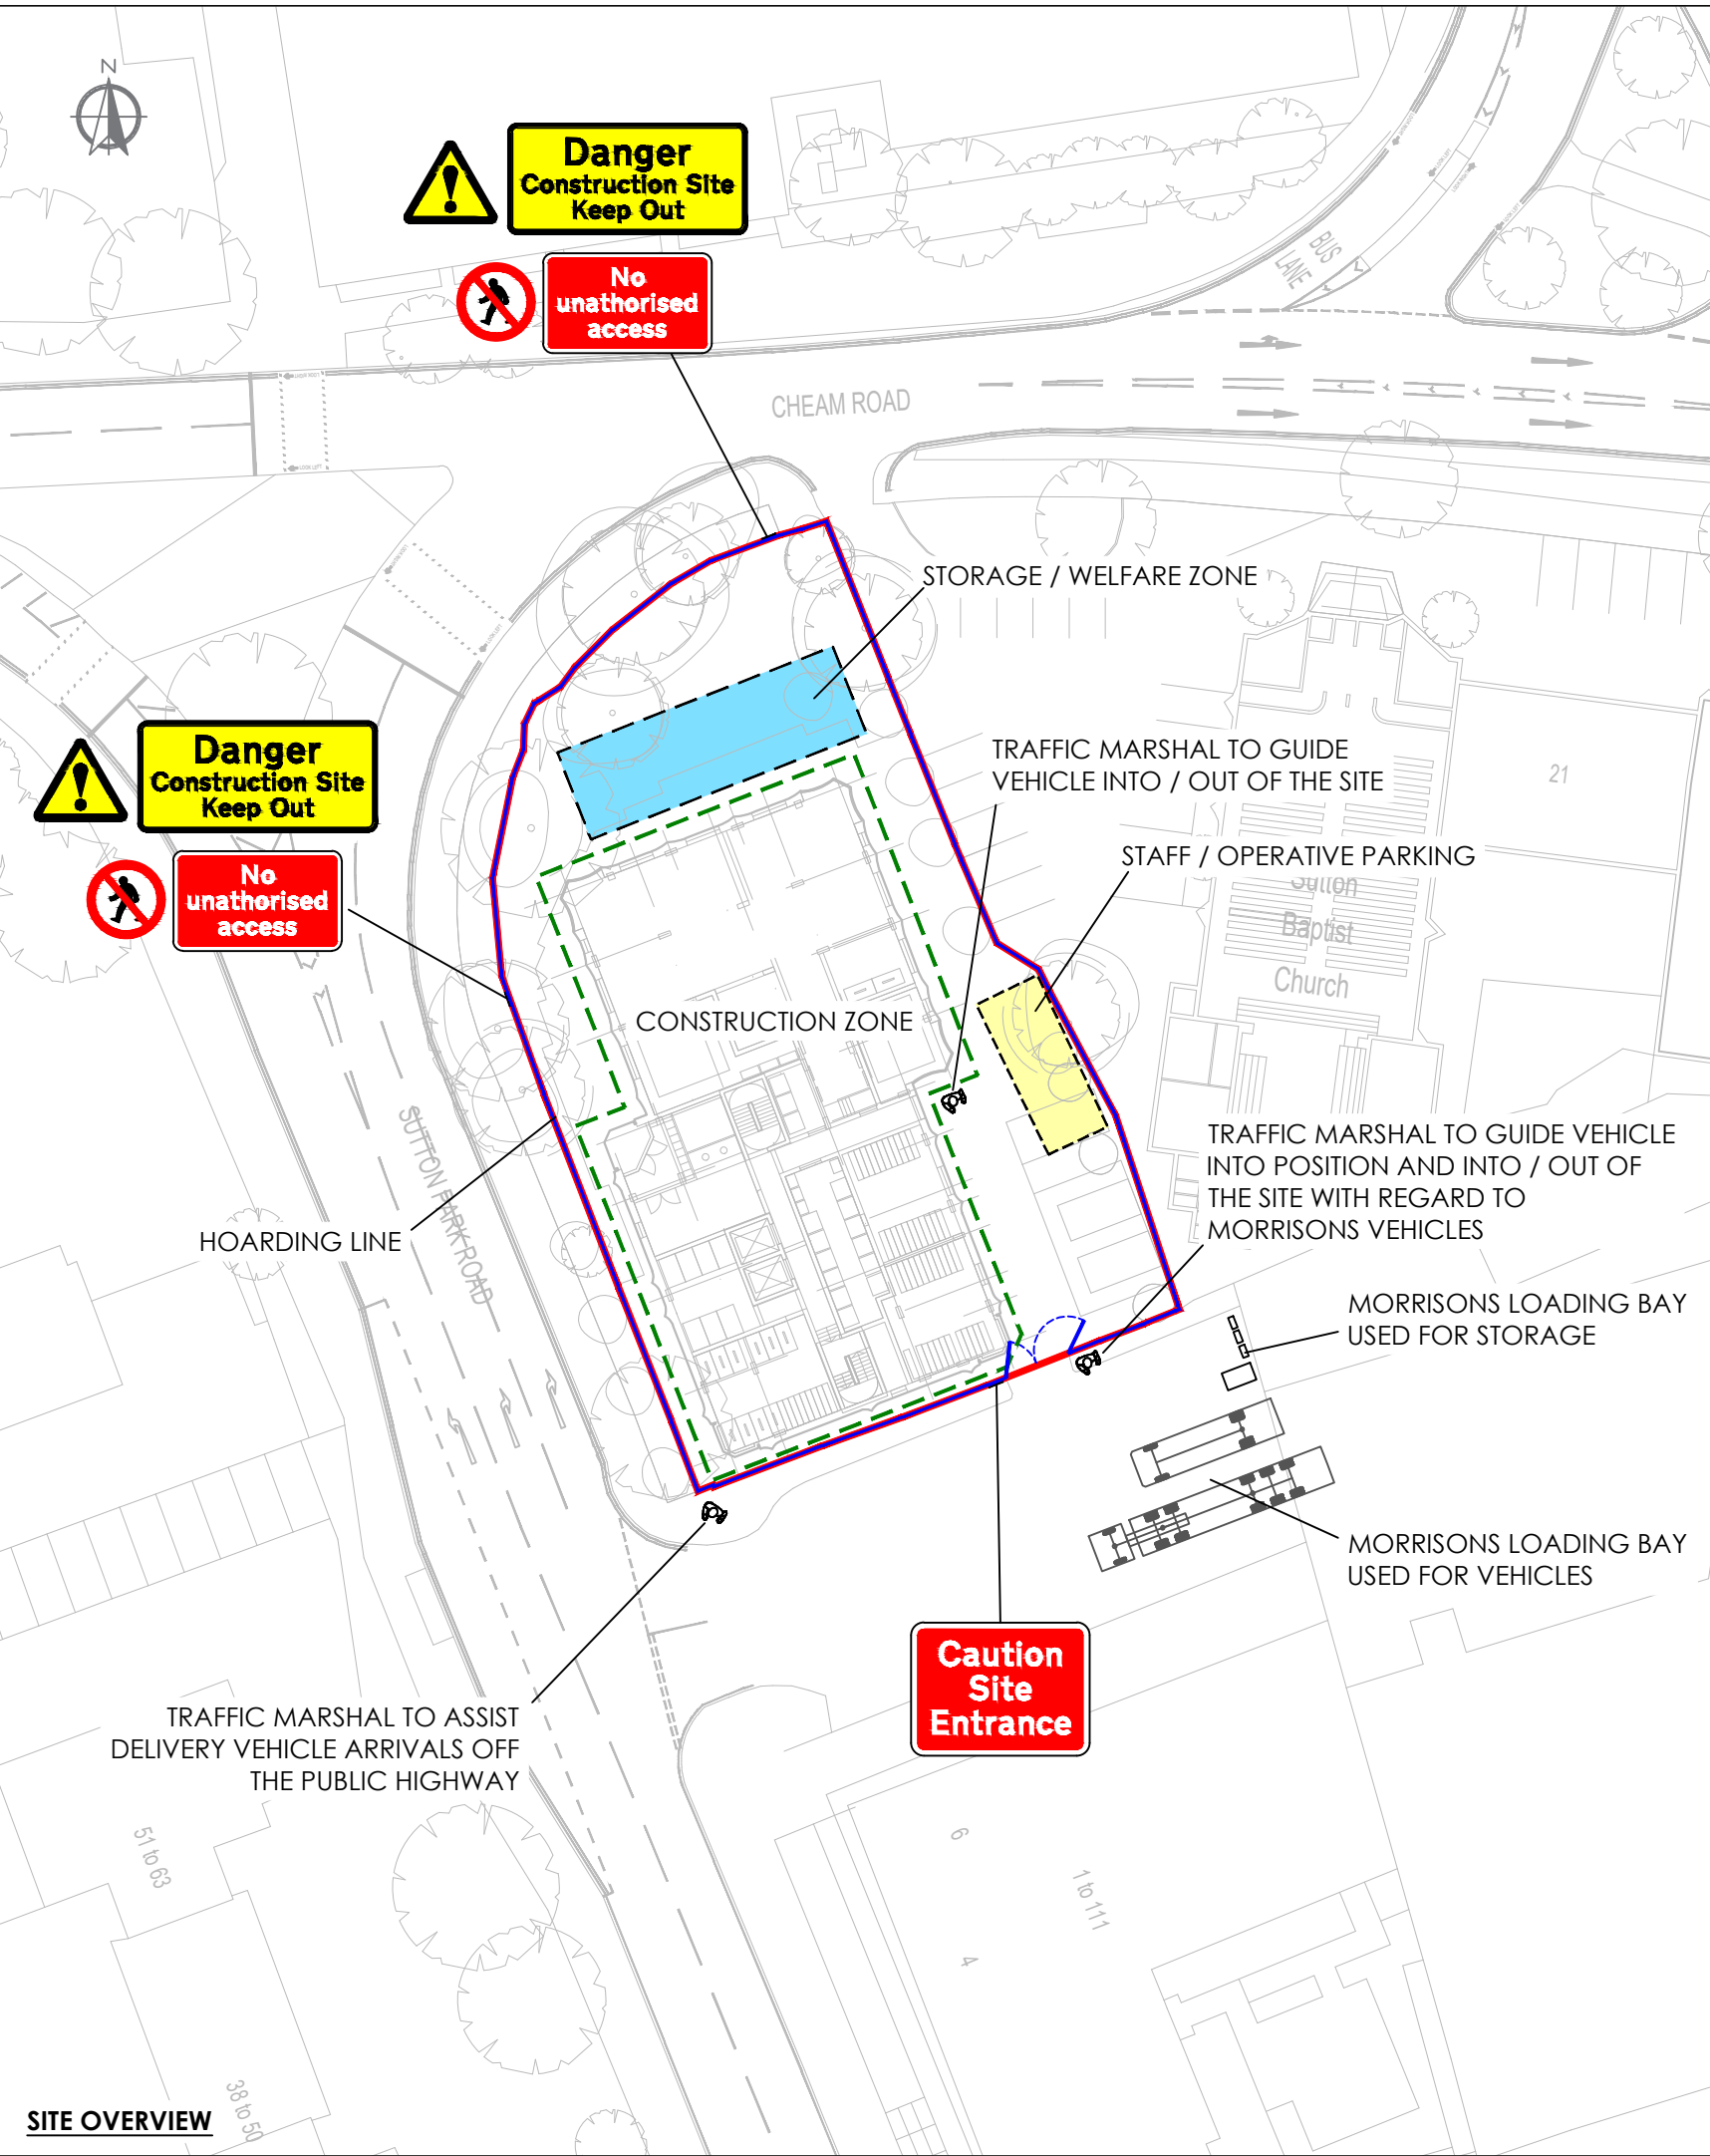 N
Danger
Construction Site
Keep Out
No
unathorised
access
BUS
LANE
CHEAM ROAD
STORAGE / WELFARE ZONE
Danger
Construction Site
Keep Out
No
unathorised
access
TRAFFIC MARSHAL TO GUIDE
VEHICLE INTO / OUT OF THE SITE
21
STAFF / OPERATIVE PARKING
Sutton
Baptist
Church
CONSTRUCTION ZONE
SUTTON PARK ROAD
HOARDING LINE
TRAFFIC MARSHAL TO GUIDE VEHICLE
INTO POSITION AND INTO / OUT OF
THE SITE WITH REGARD TO
MORRISONS VEHICLES
MORRISONS LOADING BAY
USED FOR STORAGE
MORRISONS LOADING BAY
USED FOR VEHICLES
Caution
Site
Entrance
TRAFFIC MARSHAL TO ASSIST
DELIVERY VEHICLE ARRIVALS OFF
THE PUBLIC HIGHWAY
51 to 63
6
1 to 111
4
38 to 50
SITE OVERVIEW